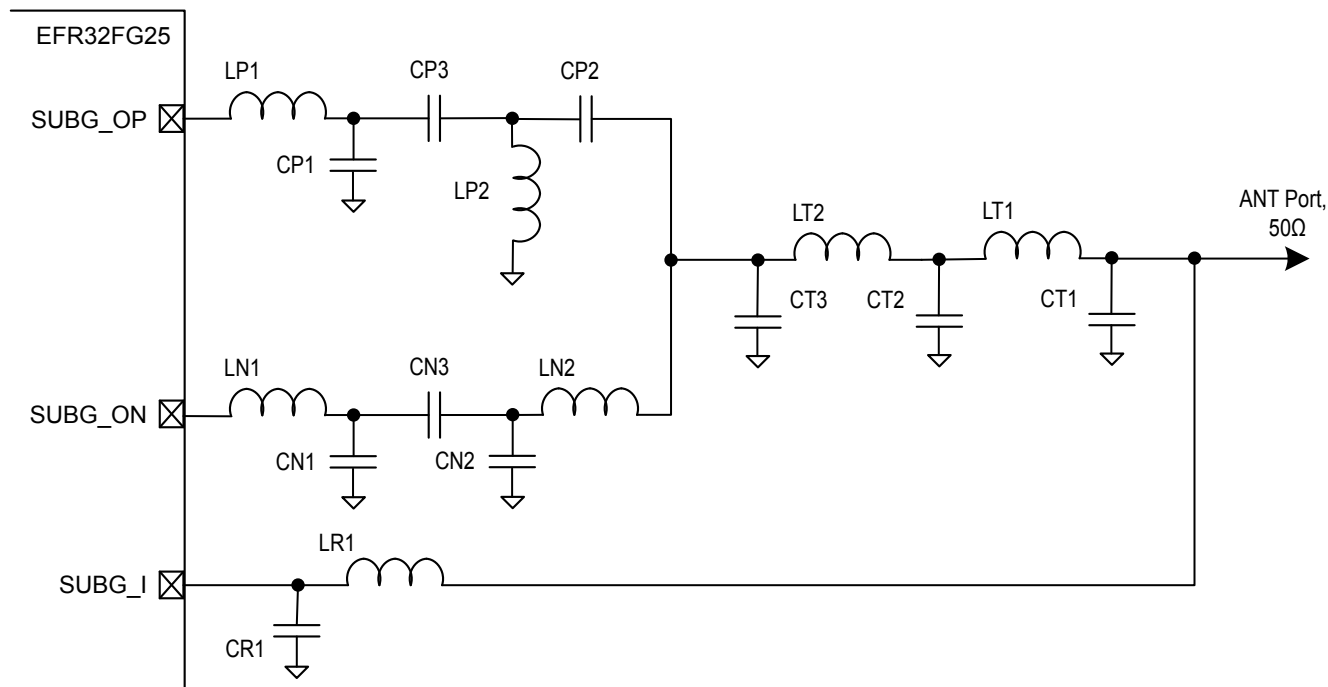 EFR32FG25
LP1
CP3
CP2
SUBG_OP
CP1
LP2
ANT Port,
50Ω
LT2
LT1
CT3
CT2
CT1
LN1
CN3
LN2
SUBG_ON
CN1
CN2
LR1
SUBG_I
CR1